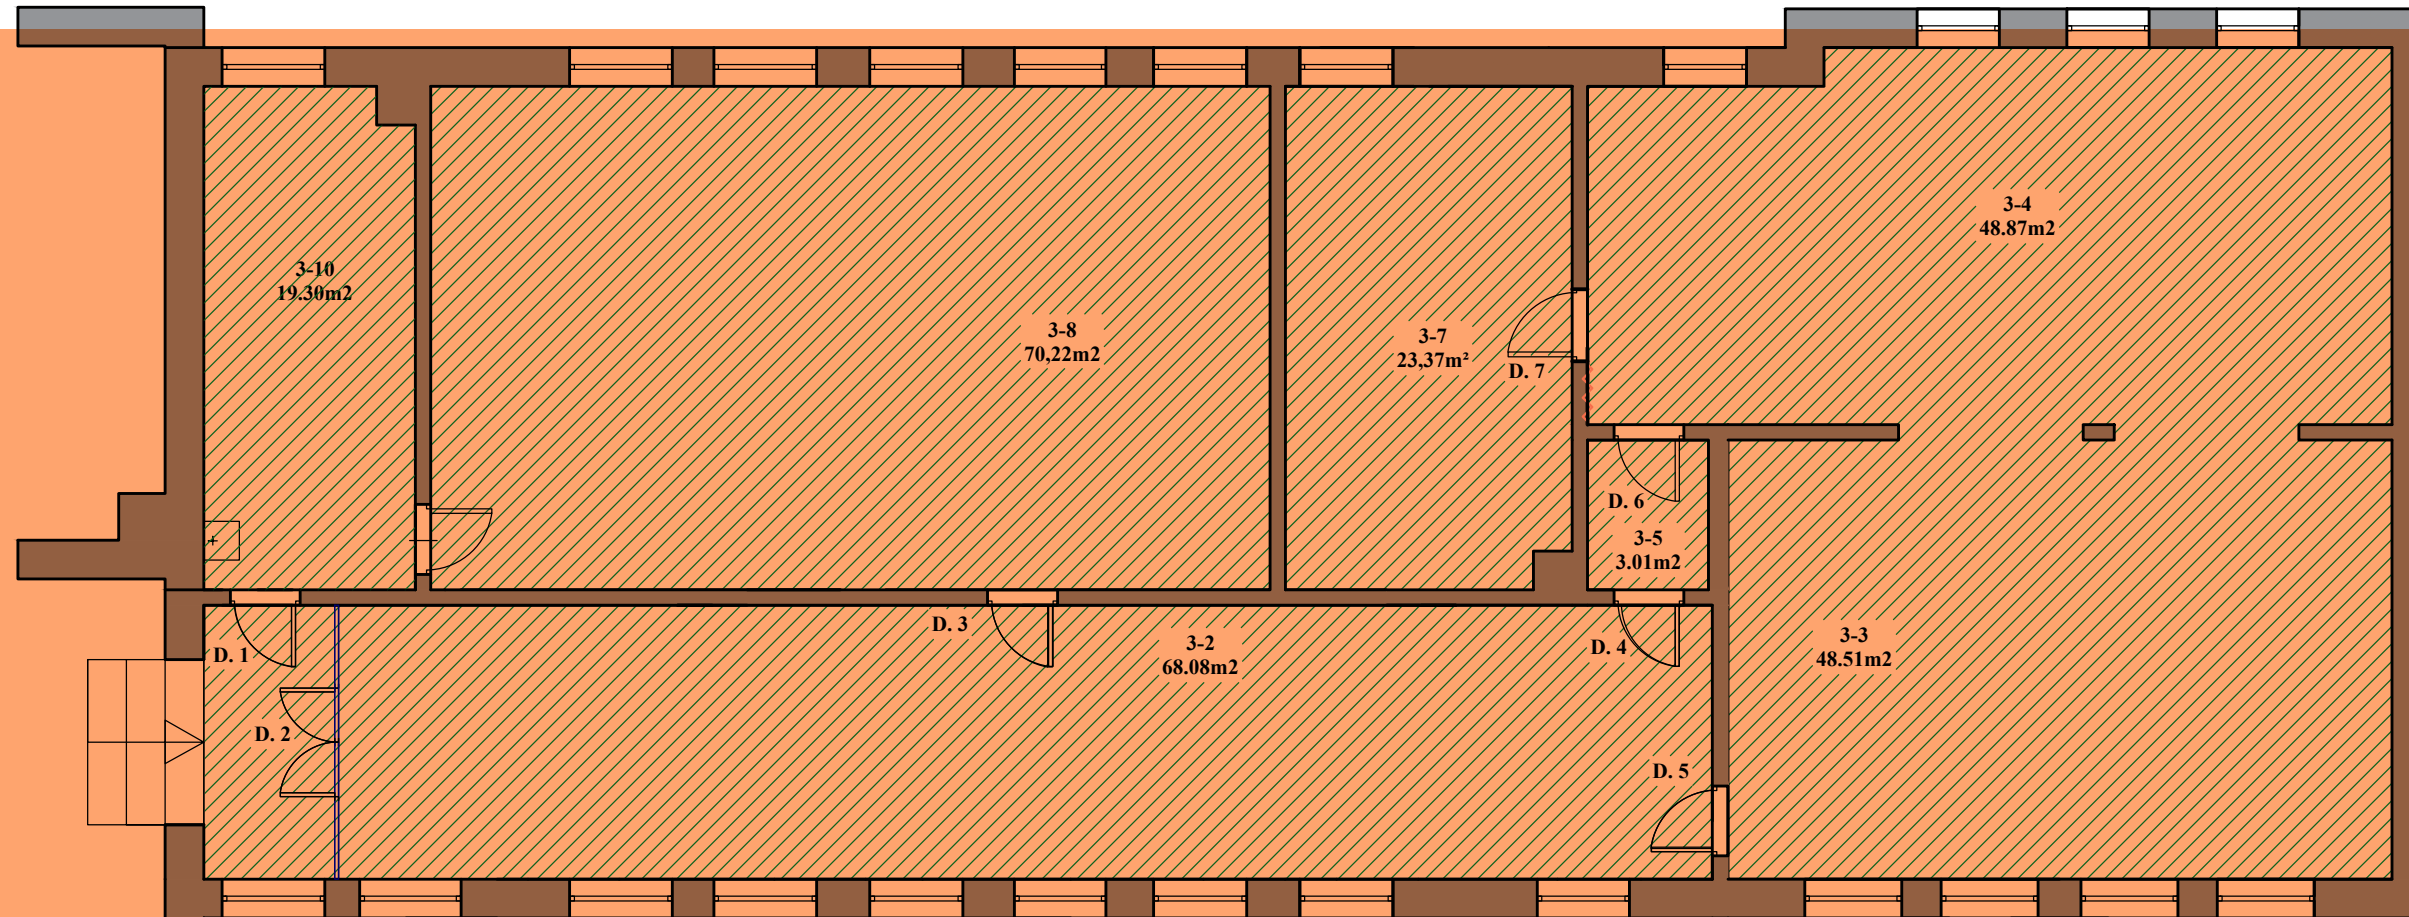 3-4
48.87m2
3-10
19.30m2
3-8
70,22m2
3-7
23,37m²
D. 7
D. 6
3-5
3.01m2
D. 3
3-2
68.08m2
D. 4
3-3
48.51m2
D. 1
D. 2
D. 5